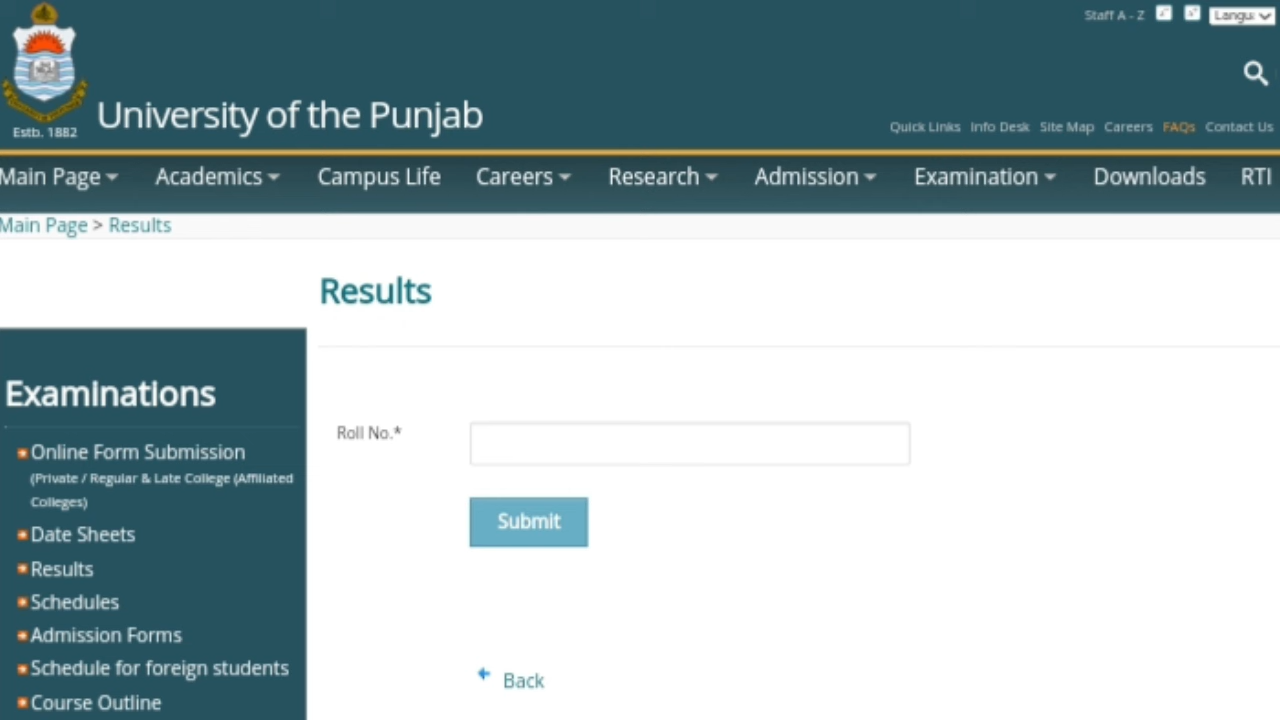 Staff A - Z
Langu
Estb. 1882
University of the Punjab
Quick Links Info Desk Site Map Careers FAQs Contact Us
Main Page Academics Campus Life Careers Research Admission Examination Downloads RTI
Main Page > Results
Results
Examinations
Online Form Submission
(Private / Regular & Late College (Affiliated
Colleges)
Date Sheets
Results
Schedules
Admission Forms
Schedule for foreign students
Course Outline
Roll No.*
Submit
Back